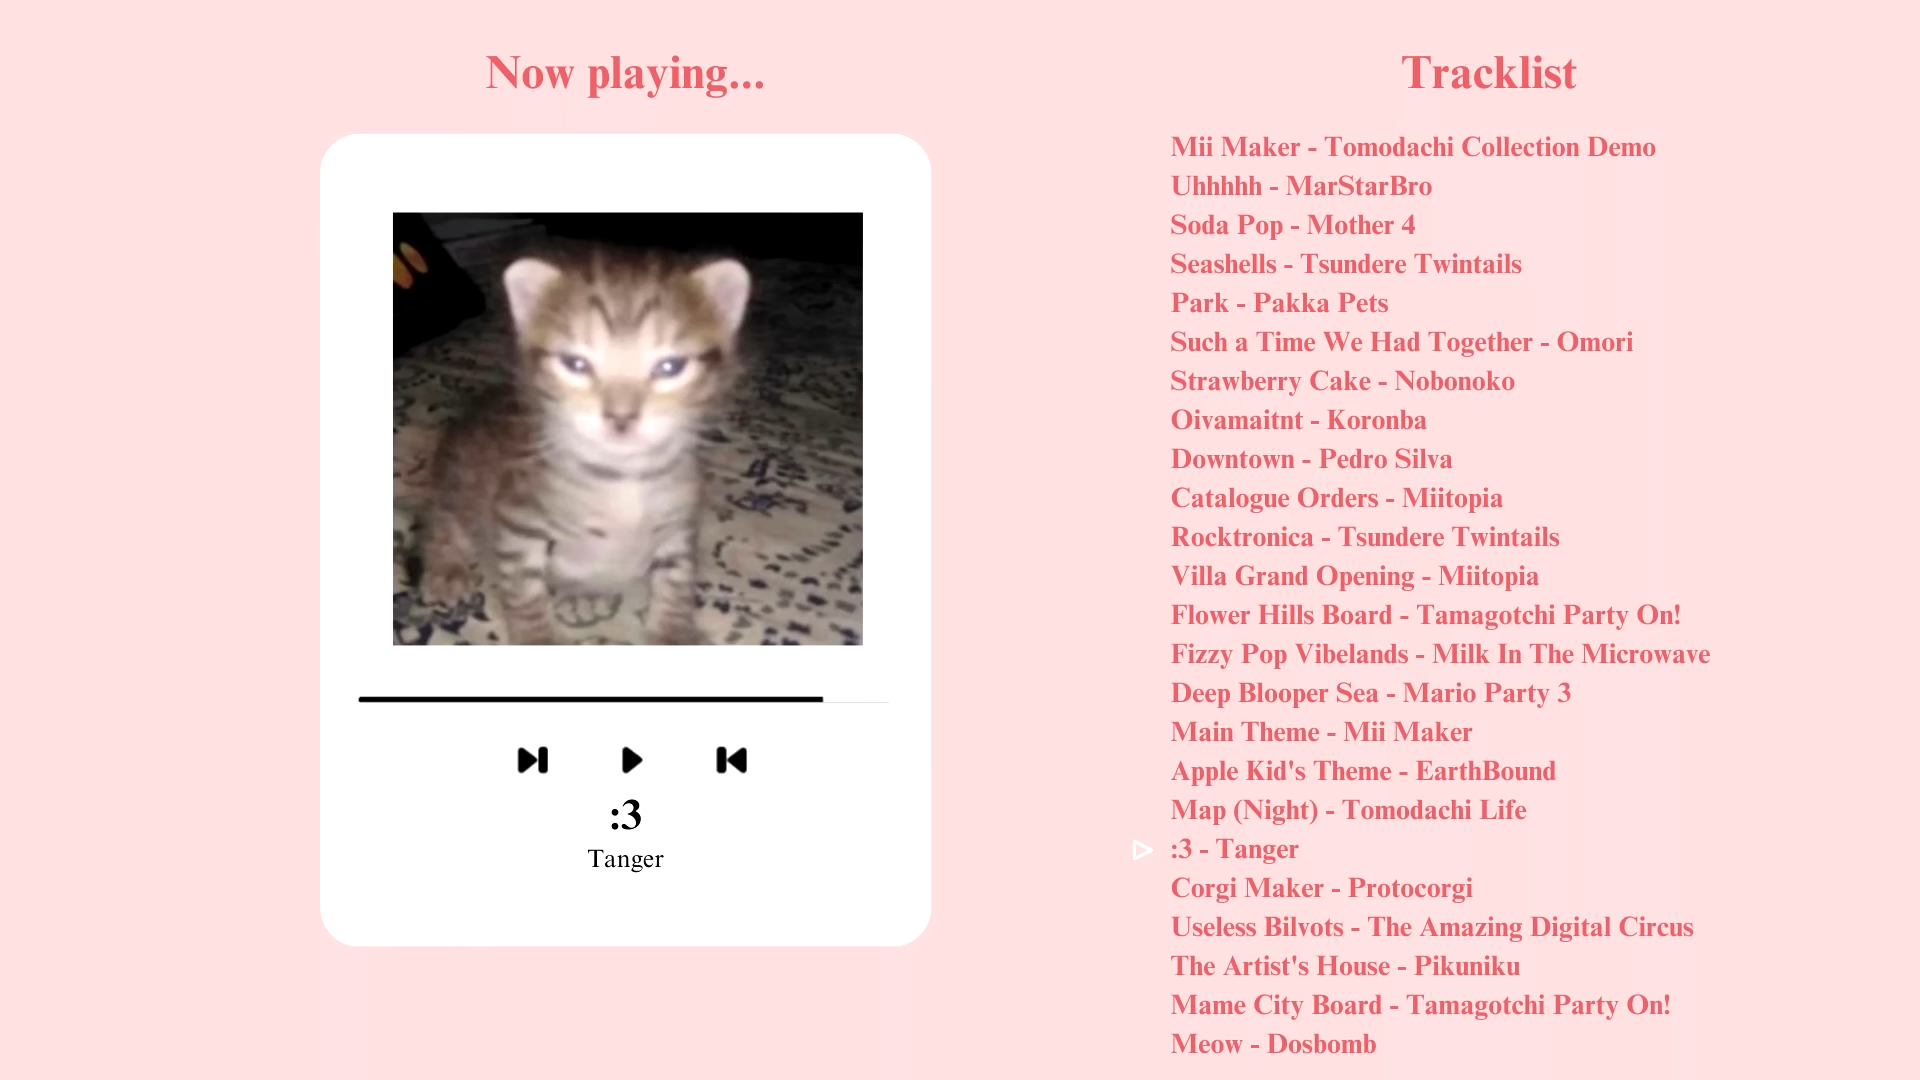 Now playing...
:3
Tanger
Tracklist
Mii Maker - Tomodachi Collection Demo
Uhhhhh - MarStarBro
Soda Pop - Mother 4
Seashells - Tsundere Twintails
Park - Pakka Pets
Such a Time We Had Together - Omori
Strawberry Cake - Nobonoko
Oivamaitnt - Koronba
Downtown - Pedro Silva
Catalogue Orders - Miitopia
Rocktronica - Tsundere Twintails
Villa Grand Opening - Miitopia
Flower Hills Board - Tamagotchi Party On!
Fizzy Pop Vibelands - Milk In The Microwave
Deep Blooper Sea - Mario Party 3
Main Theme - Mii Maker
Apple Kid's Theme - EarthBound
Map (Night) - Tomodachi Life
:3 - Tanger
Corgi Maker - Protocorgi
Useless Bilvots - The Amazing Digital Circus
The Artist's House - Pikuniku
Mame City Board - Tamagotchi Party On!
Meow - Dosbomb